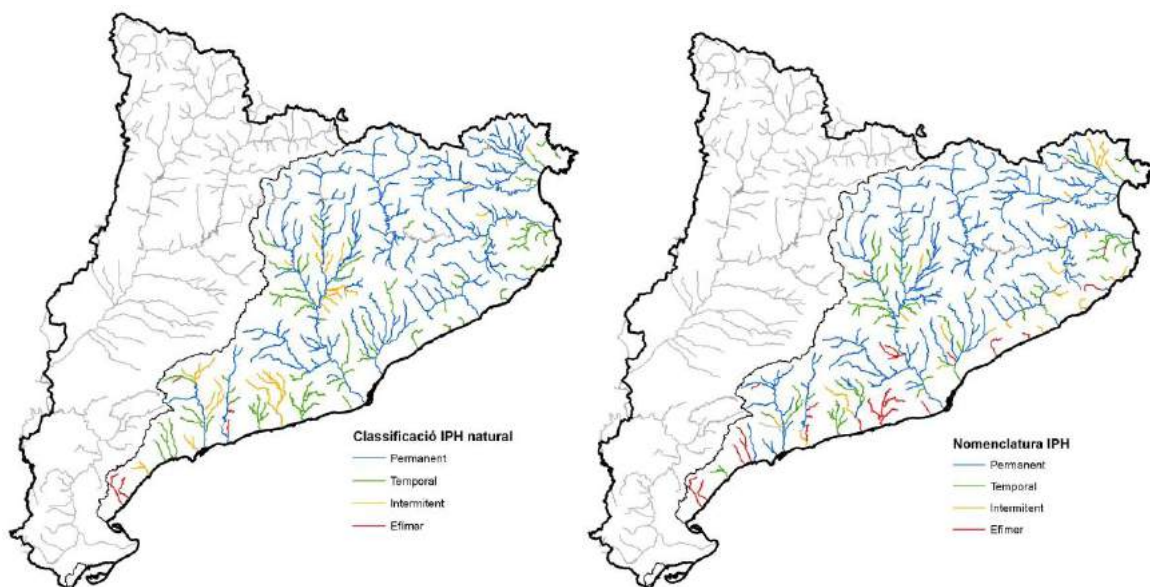 Classificació IPH natural
Permanent
Temporal
Intermitent
Efímer
Nomenclatura IPH
Permanent
Temporal
Intermitent
Efímer